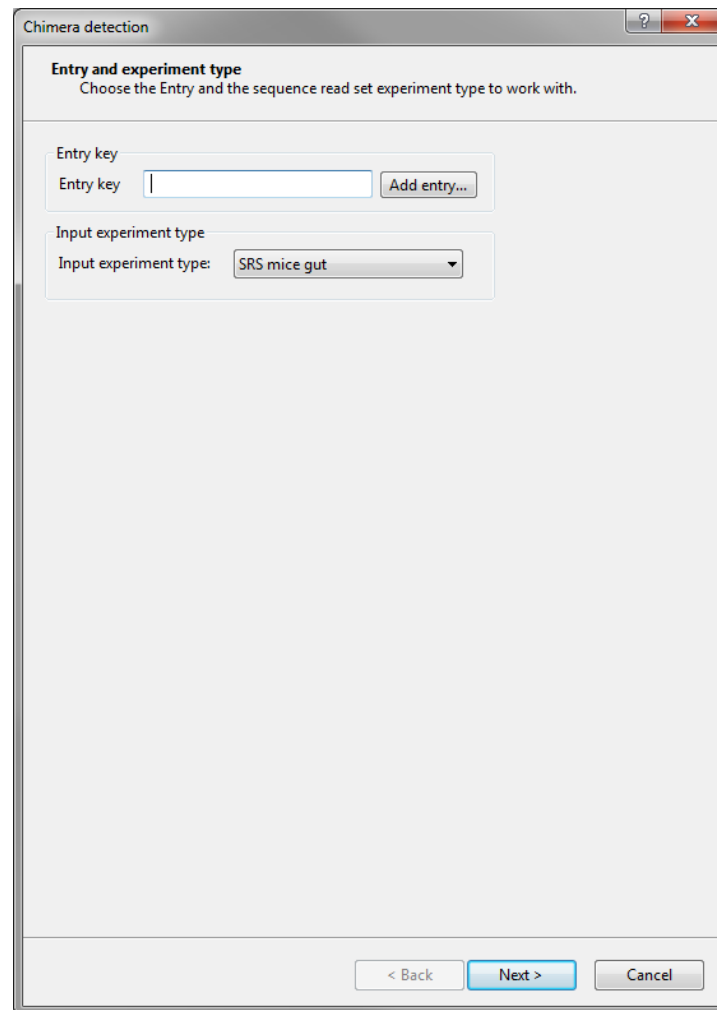 Chimera detection
Entry and experiment type
Choose the Entry and the sequence read set experiment type to work with.
Entry key
Entry key Add entry...
Input experiment type
Input experiment type: SRS mice gut
< Back Next > Cancel